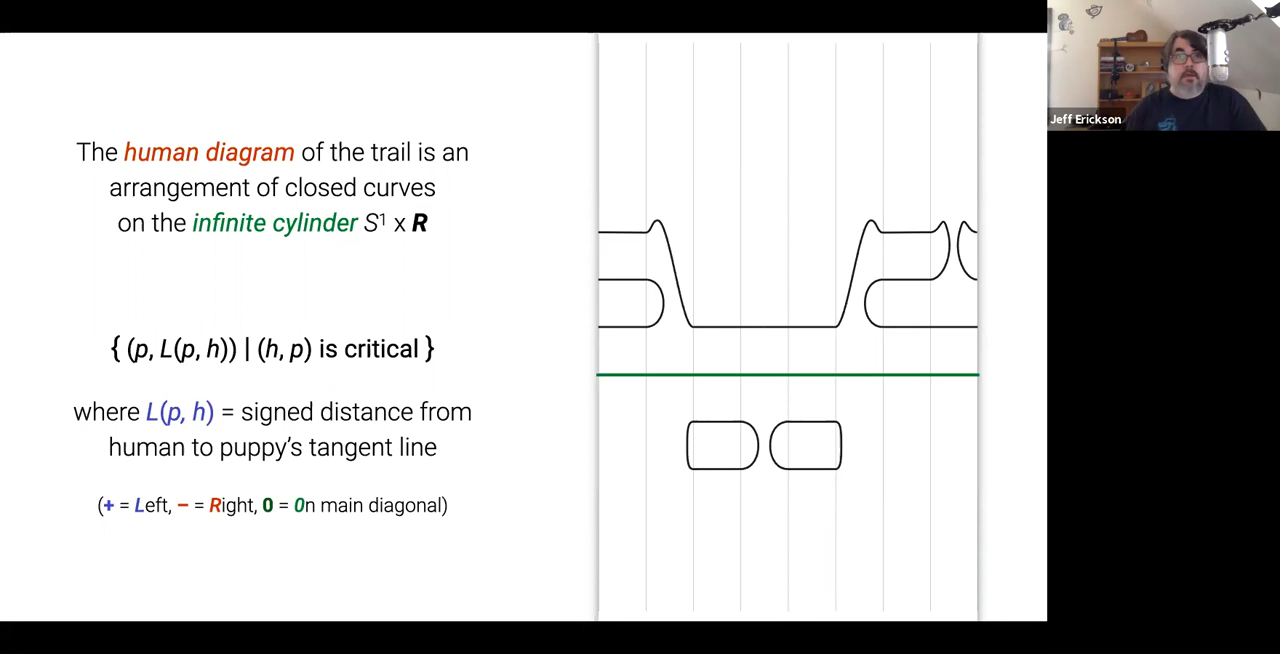 The human diagram of the trail is an
arrangement of closed curves
on the infinite cylinder S¹ x R
{ (p, L(p, h)) | (h, p) is critical }
where L(p, h) = signed distance from
human to puppy's tangent line
(+ = Left, − = Right, 0 = 0n main diagonal)
Jeff Erickson